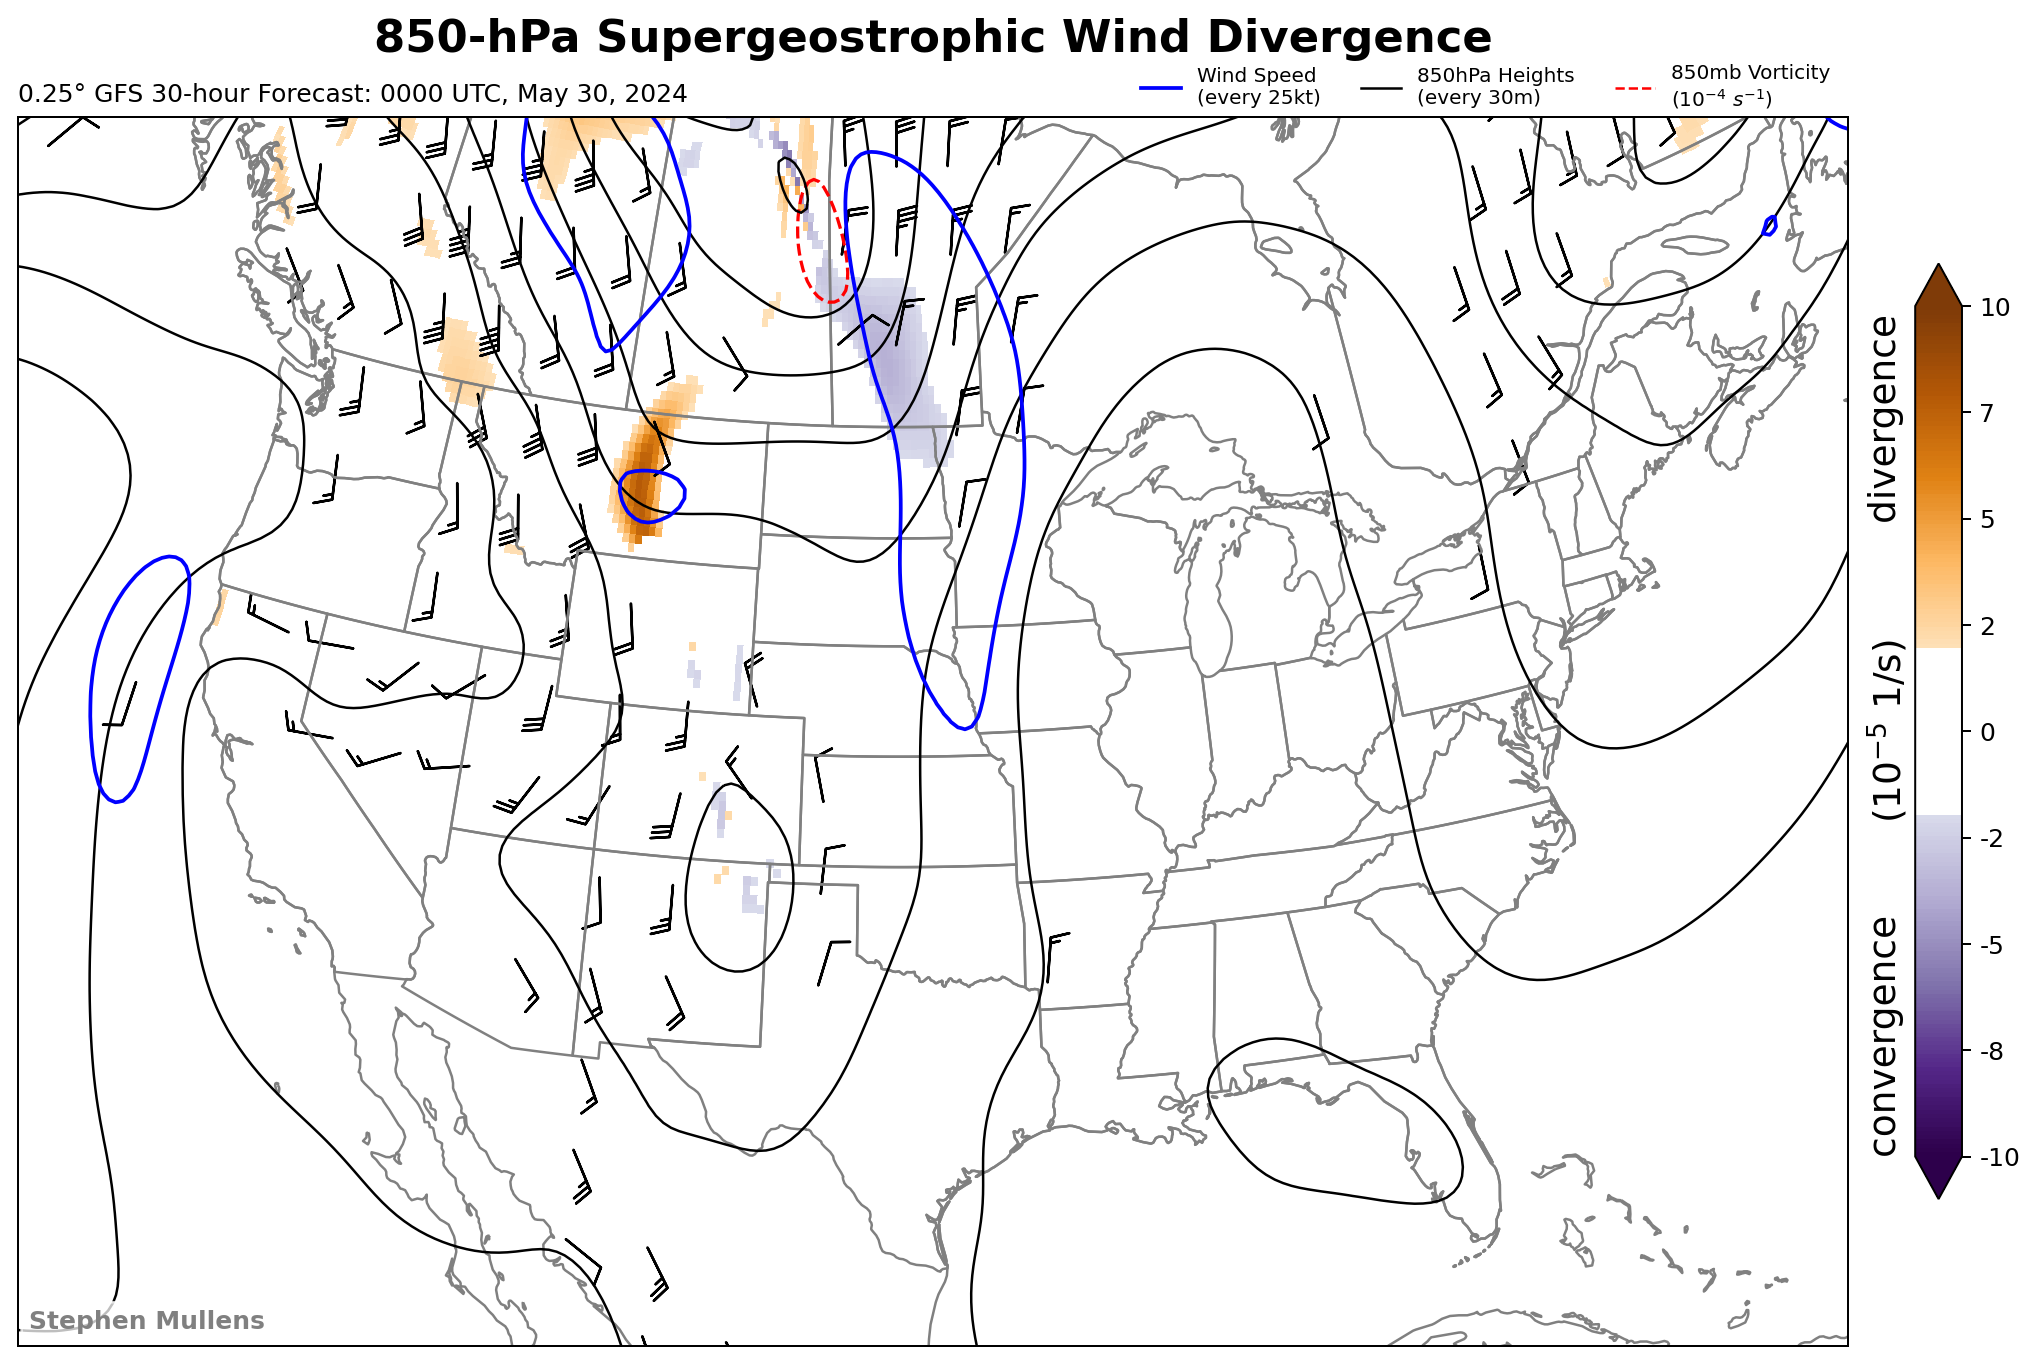 850-hPa Supergeostrophic Wind Divergence
0.25° GFS 30-hour Forecast: 0000 UTC, May 30, 2024
Wind Speed
(every 25kt)
850hPa Heights
(every 30m)
850mb Vorticity
(10⁻⁴ s⁻¹)
10
7
5
2
0
-2
-5
-8
-10
convergence (10⁻⁵ 1/s) divergence
Stephen Mullens